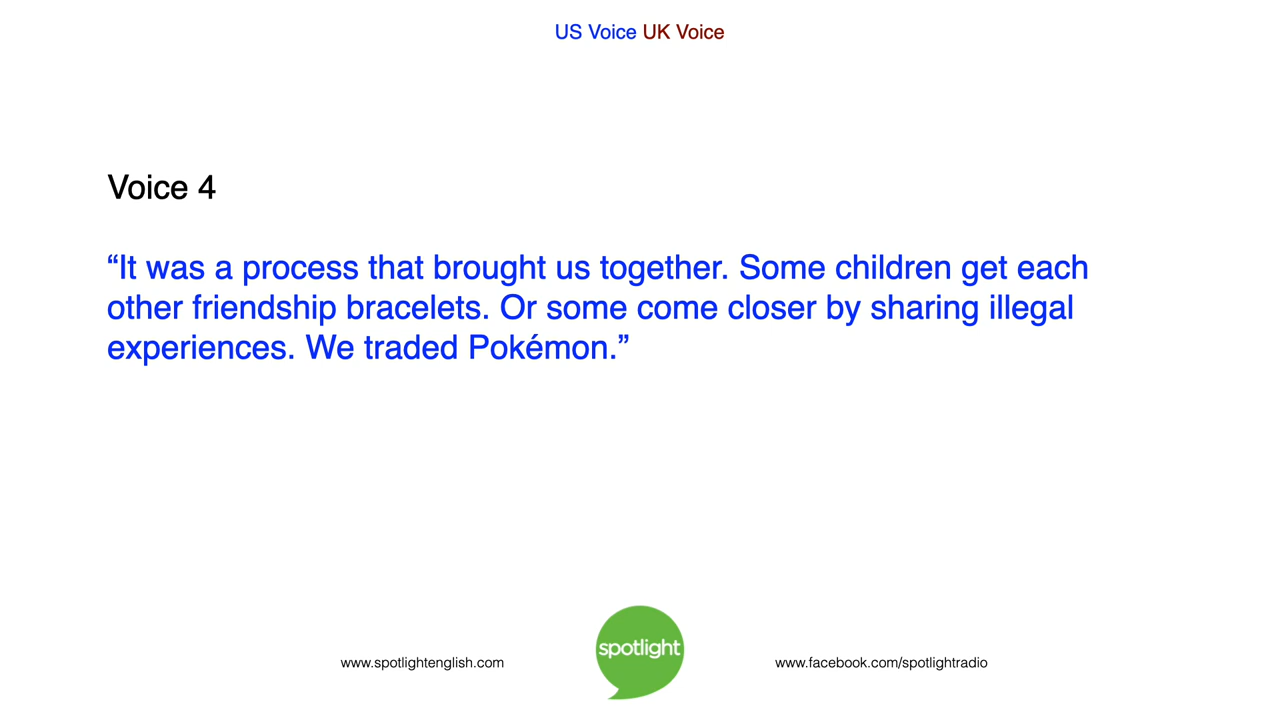 US Voice UK Voice
Voice 4
“It was a process that brought us together. Some children get each
other friendship bracelets. Or some come closer by sharing illegal
experiences. We traded Pokémon.”
spotlight
www.spotlightenglish.com
www.facebook.com/spotlightradio